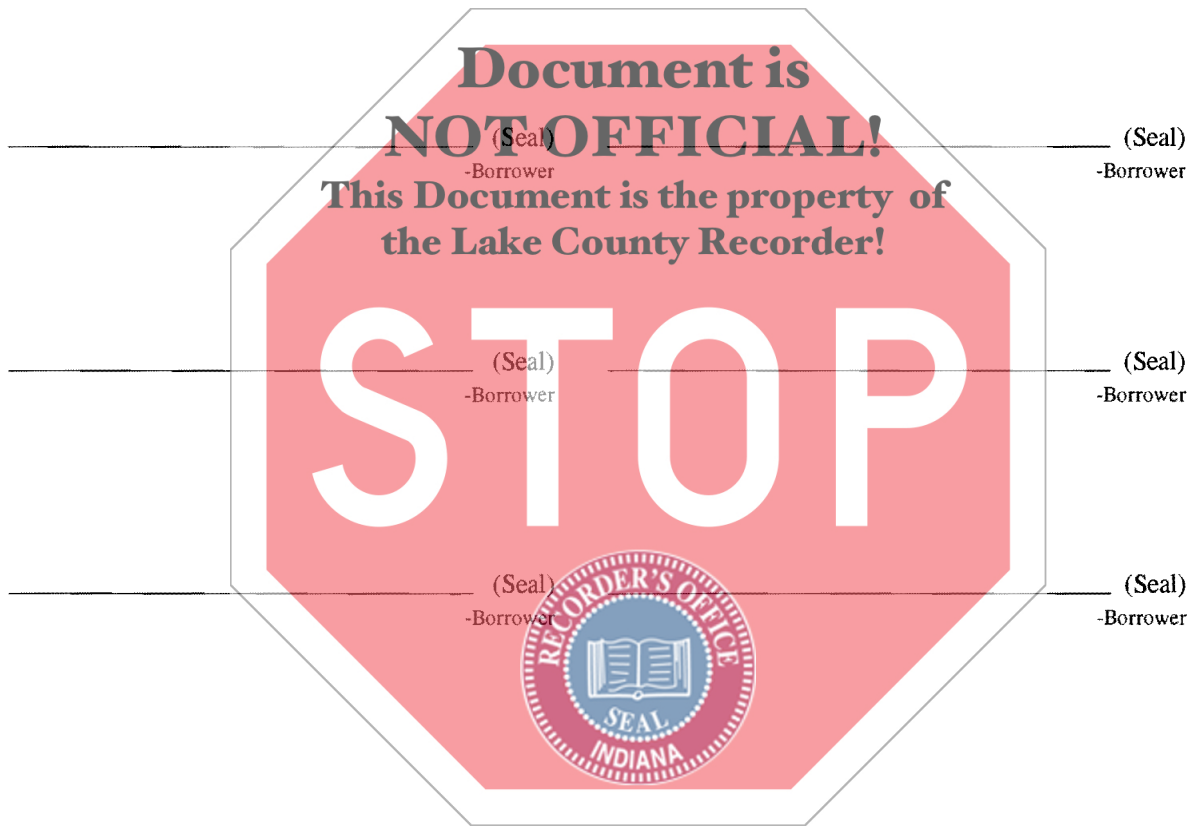 Document is
NOT OFFICIAL!
(Seal) (Seal)
-Borrower -Borrower
This Document is the property of
the Lake County Recorder!
STOP
(Seal) (Seal)
-Borrower -Borrower
(Seal) (Seal)
-Borrower -Borrower
RECORDER'S OFFICE
SEAL
INDIANA